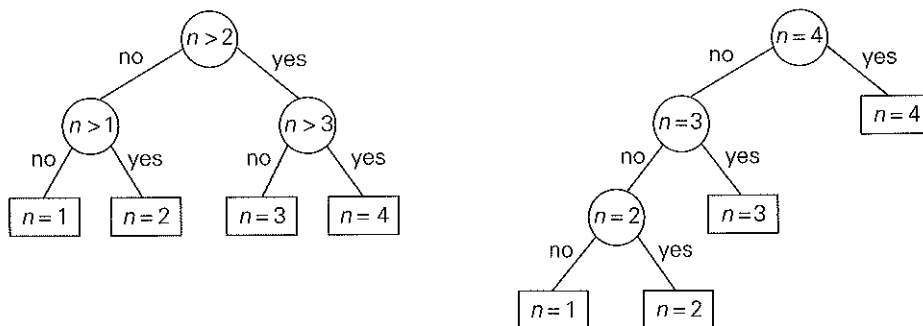 n > 2
no
yes
n > 1
n > 3
no
yes
no
yes
n = 1
n = 2
n = 3
n = 4
n = 4
no
yes
n = 3
n = 4
no
yes
n = 2
n = 3
no
yes
n = 1
n = 2